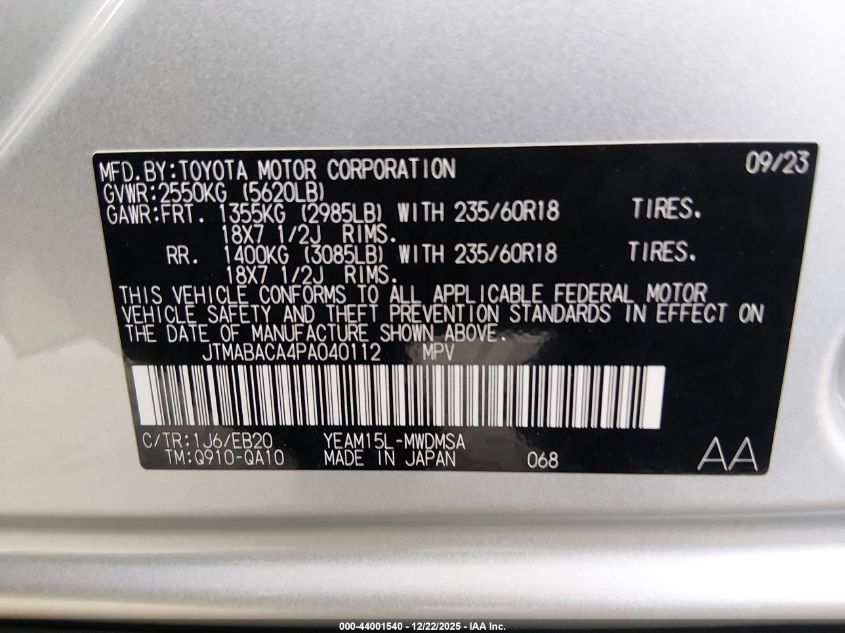 MFD.BY:TOYOTA MOTOR CORPORATION 09/23
GVWR:2550KG (5620LB)
GAWR:FRT. 1355KG (2985LB) WITH 235/60R18 TIRES.
18X7 1/2J RIMS.
RR. 1400KG (3085LB) WITH 235/60R18 TIRES.
18X7 1/2J RIMS.
THIS VEHICLE CONFORMS TO ALL APPLICABLE FEDERAL MOTOR
VEHICLE SAFETY AND THEFT PREVENTION STANDARDS IN EFFECT ON
THE DATE OF MANUFACTURE SHOWN ABOVE.
JTMABACA4PA040112 MPV
C/TR:1J6/EB20 YEAM15L-MWDMSA
TM:Q910-QA10 MADE IN JAPAN 068 AA
000-44001540 - 12/22/2025 - IAA Inc.